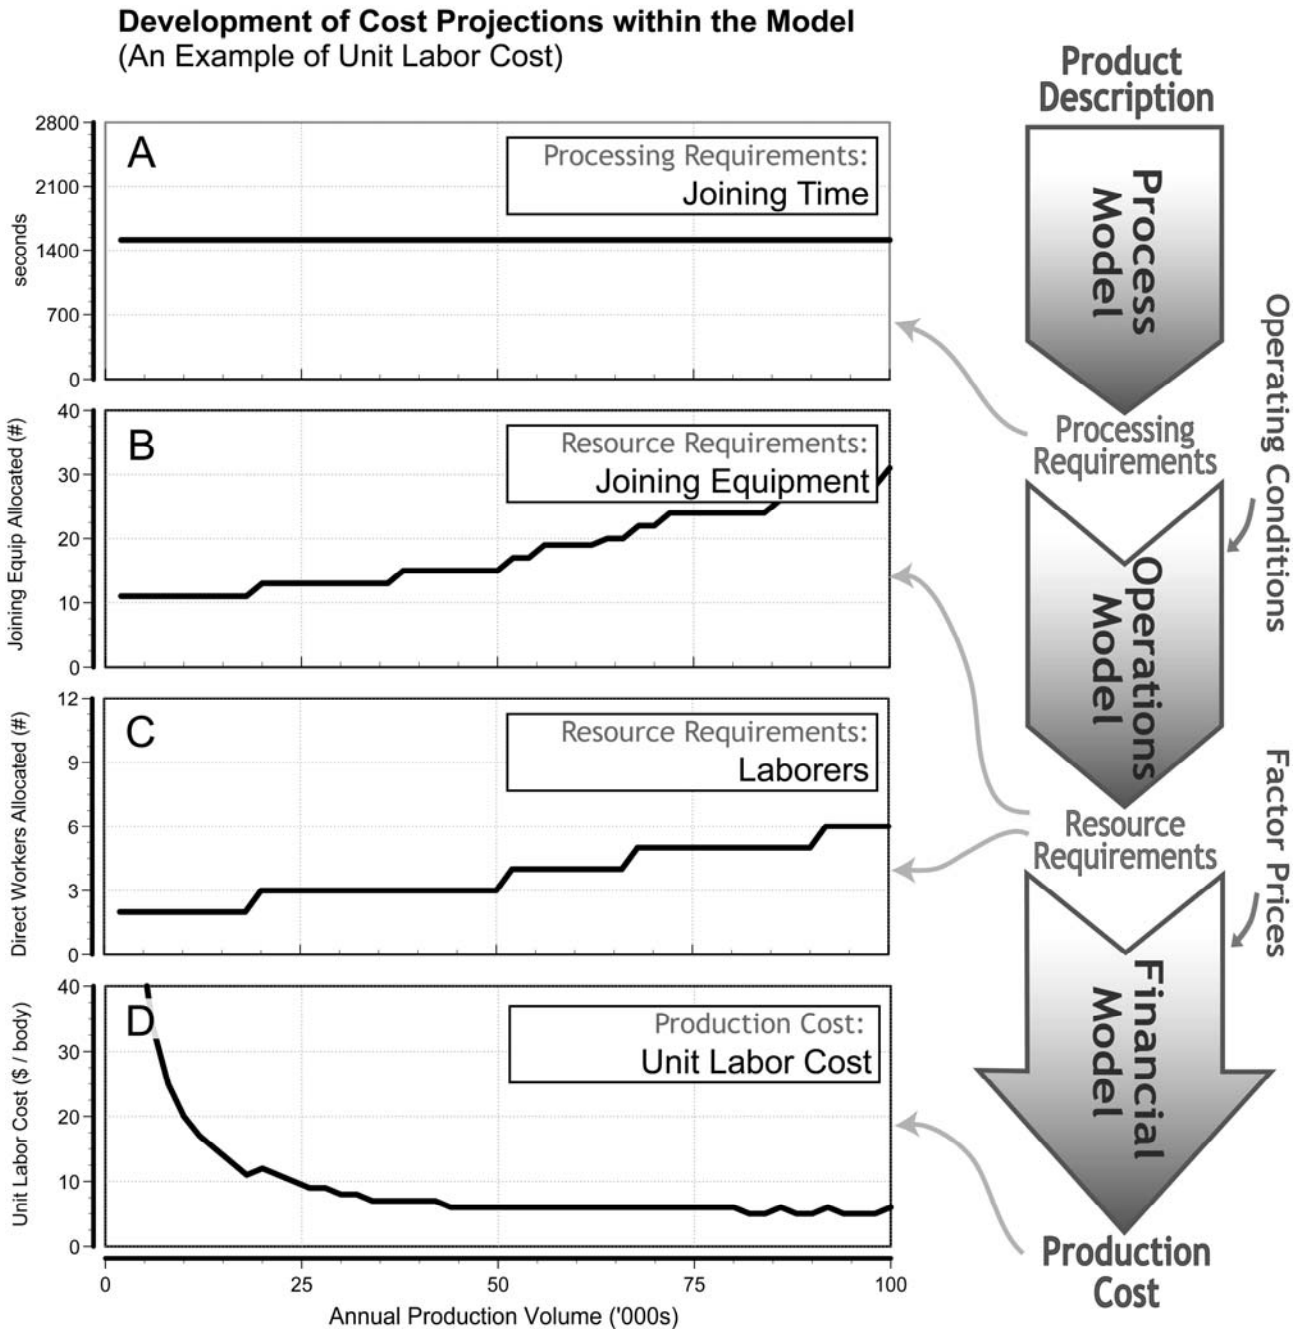 Development of Cost Projections within the Model
(An Example of Unit Labor Cost)
2800
2100
1400
700
0
seconds
A
Processing Requirements:
Joining Time
40
30
20
10
0
Joining Equip Allocated (#)
B
Resource Requirements:
Joining Equipment
12
9
6
3
0
Direct Workers Allocated (#)
C
Resource Requirements:
Laborers
40
30
20
10
0
Unit Labor Cost ($ / body)
D
Production Cost:
Unit Labor Cost
0
25
50
75
100
Annual Production Volume ('000s)
Product
Description
Process
Model
Processing
Requirements
Operating Conditions
Operations
Model
Resource
Requirements
Factor Prices
Financial
Model
Production
Cost